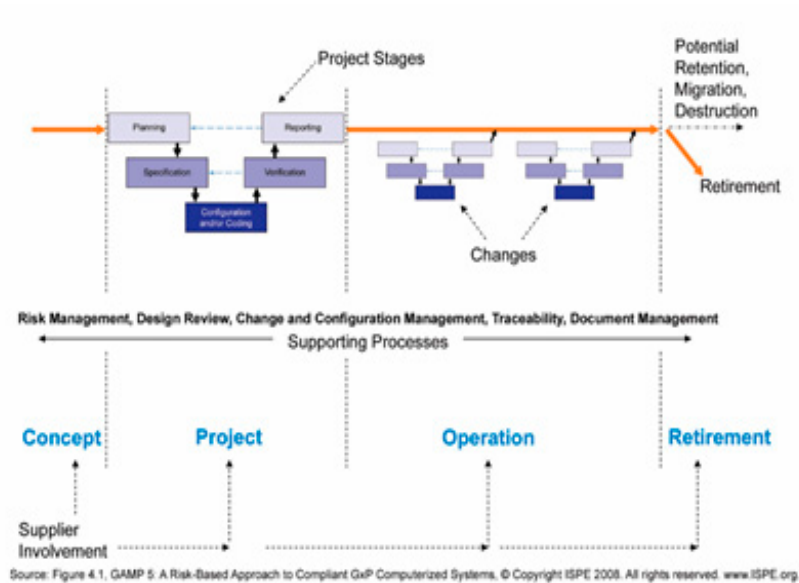 Potential
Retention,
Migration,
Destruction
Project Stages
Planning
Reporting
Specification
Verification
Configuration
and/or Coding
Retirement
Changes
Risk Management, Design Review, Change and Configuration Management, Traceability, Document Management
Supporting Processes
Concept
Project
Operation
Retirement
Supplier
Involvement
Source: Figure 4.1, GAMP 5: A Risk-Based Approach to Compliant GxP Computerized Systems, © Copyright ISPE 2008. All rights reserved. www.ISPE.org